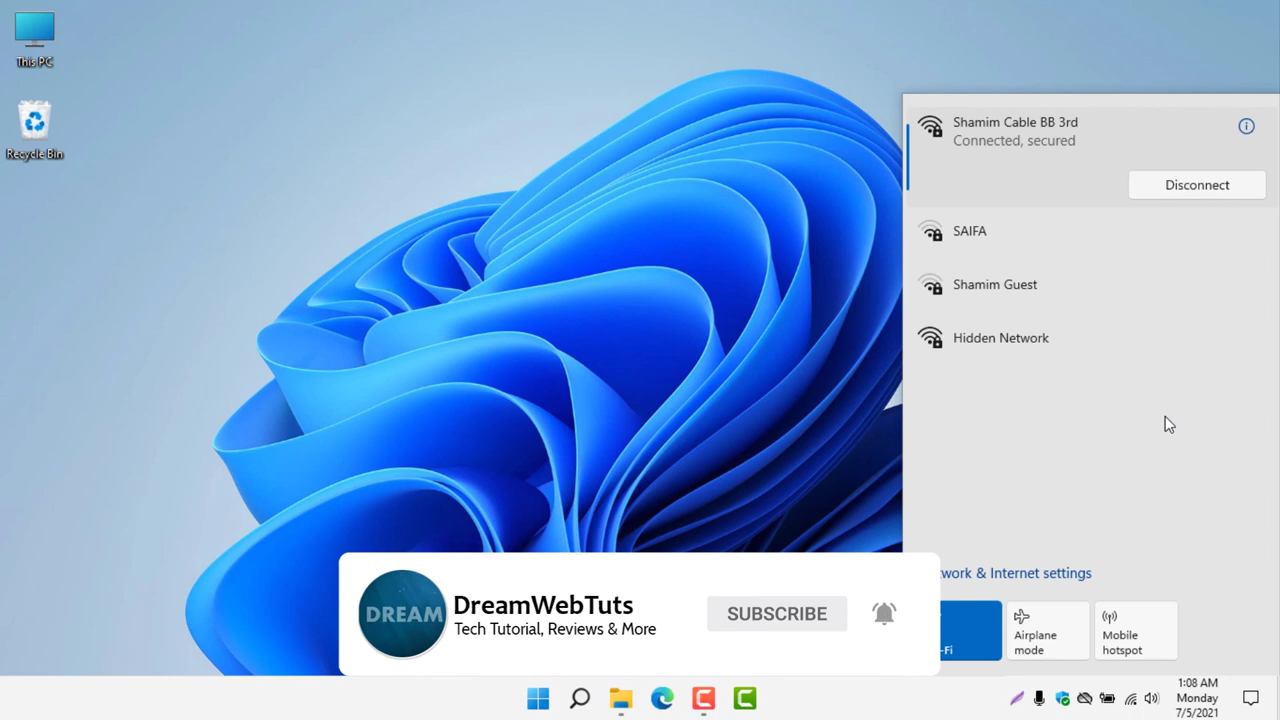 This PC
Recycle Bin
Shamim Cable BB 3rd
Connected, secured
Disconnect
SAIFA
Shamim Guest
Hidden Network
work & Internet settings
-Fi
Airplane
mode
Mobile
hotspot
DREAM
DreamWebTuts
Tech Tutorial, Reviews & More
SUBSCRIBE
1:08 AM
Monday
7/5/2021